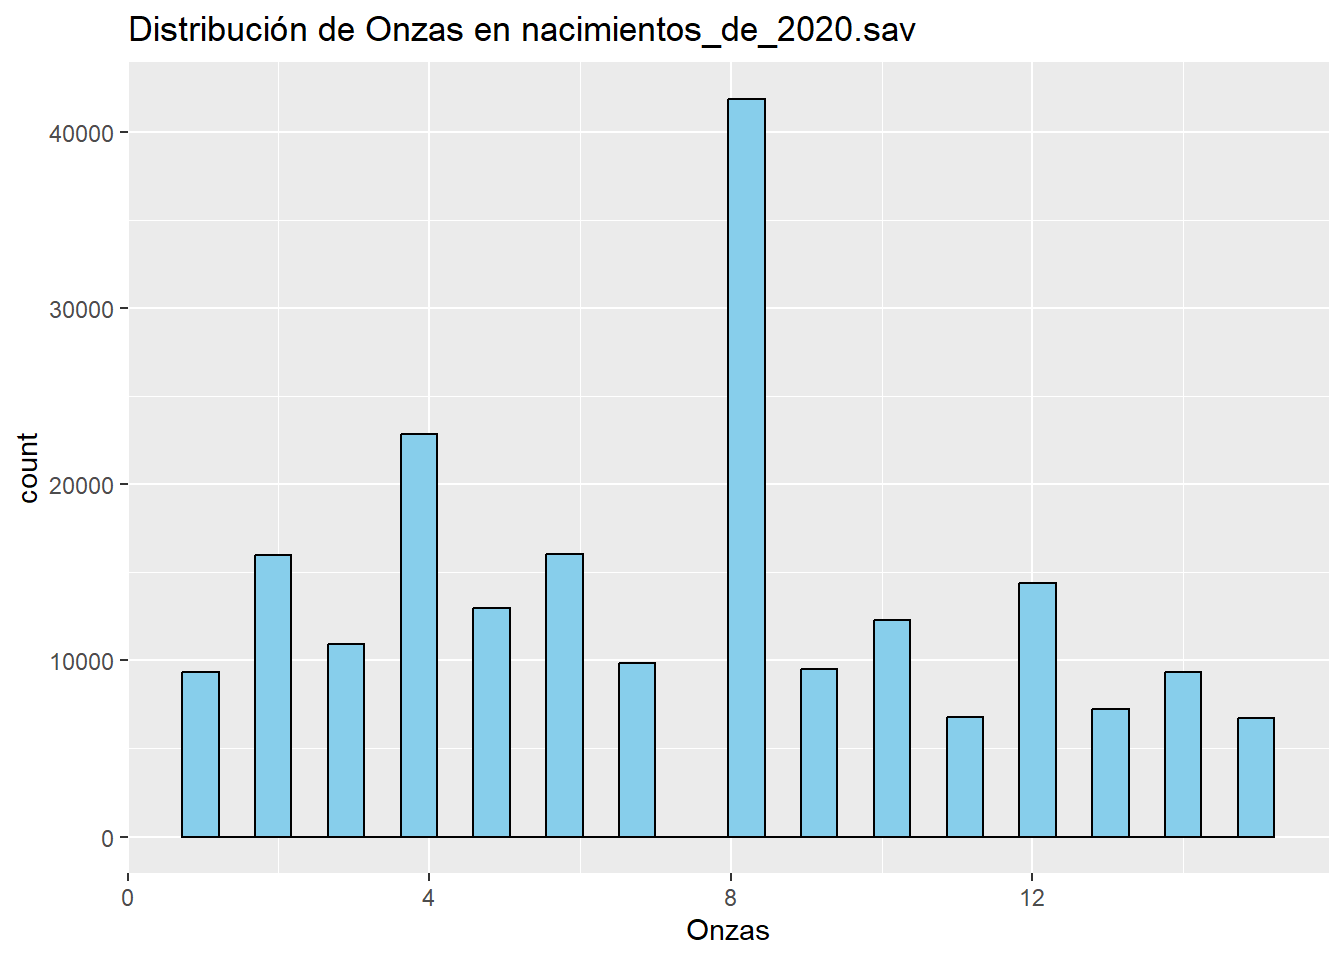 Distribución de Onzas en nacimientos_de_2020.sav
40000
30000
20000
10000
0
count
0 4 8 12
Onzas